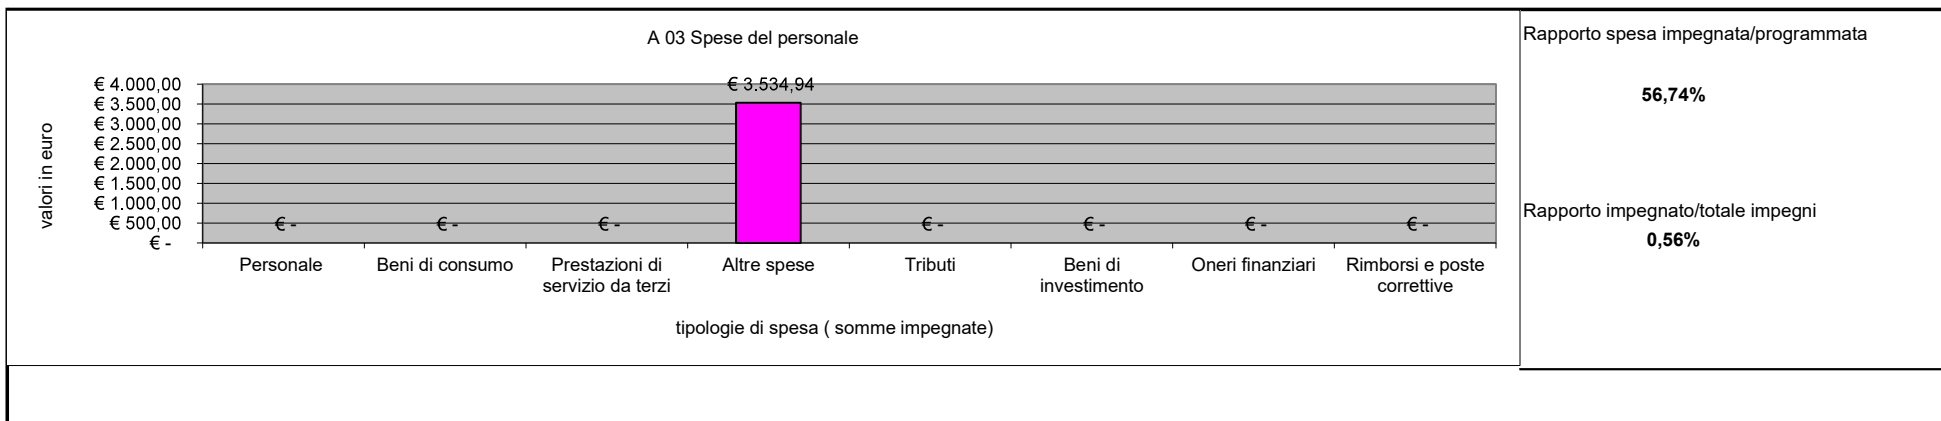 A 03 Spese del personale
valori in euro
€ 4.000,00
€ 3.500,00
€ 3.000,00
€ 2.500,00
€ 2.000,00
€ 1.500,00
€ 1.000,00
€ 500,00
€ -
€ - € - € - € 3.534,94 € - € - € - € -
Personale Beni di consumo Prestazioni di Altre spese Tributi Beni di Oneri finanziari Rimborsi e poste
servizio da terzi investimento correttive
tipologie di spesa ( somme impegnate)
Rapporto spesa impegnata/programmata
56,74%
Rapporto impegnato/totale impegni
0,56%